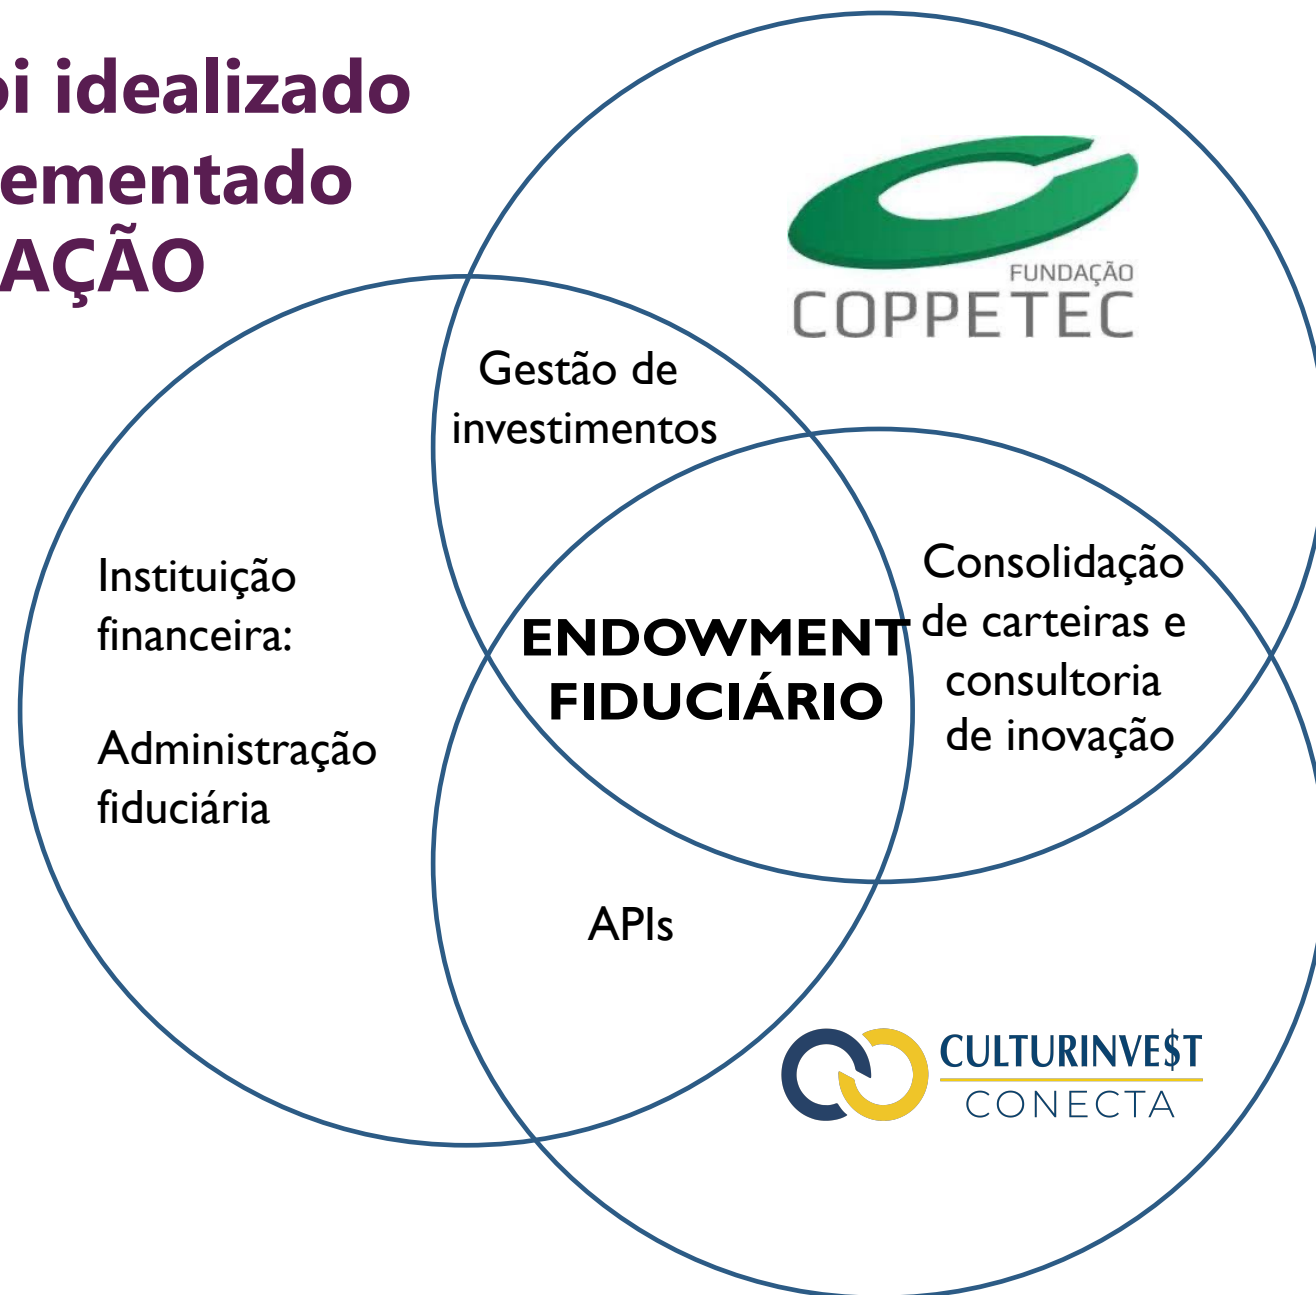 oi idealizado
ementado
AÇÃO
FUNDAÇÃO
COPPETEC
Gestão de
investimentos
Instituição
financeira:
Administração
fiduciária
ENDOWMENT
FIDUCIÁRIO
Consolidação
de carteiras e
consultoria
de inovação
APIs
CULTURINVE$T
CONECTA